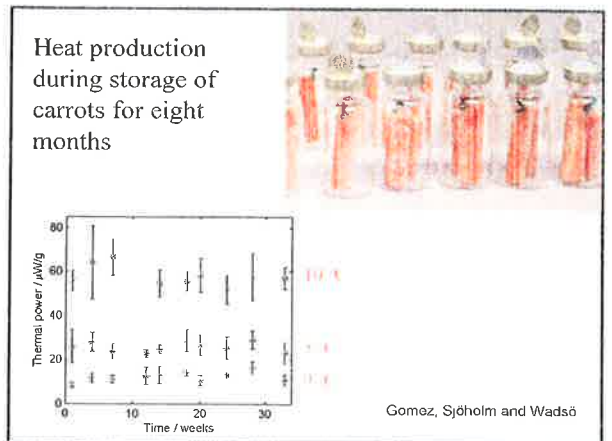 Heat production
during storage of
carrots for eight
months
Thermal power / µW/g
80
60
40
20
0
0 10 20 30
Time / weeks
Gomez, Sjöholm and Wadsö